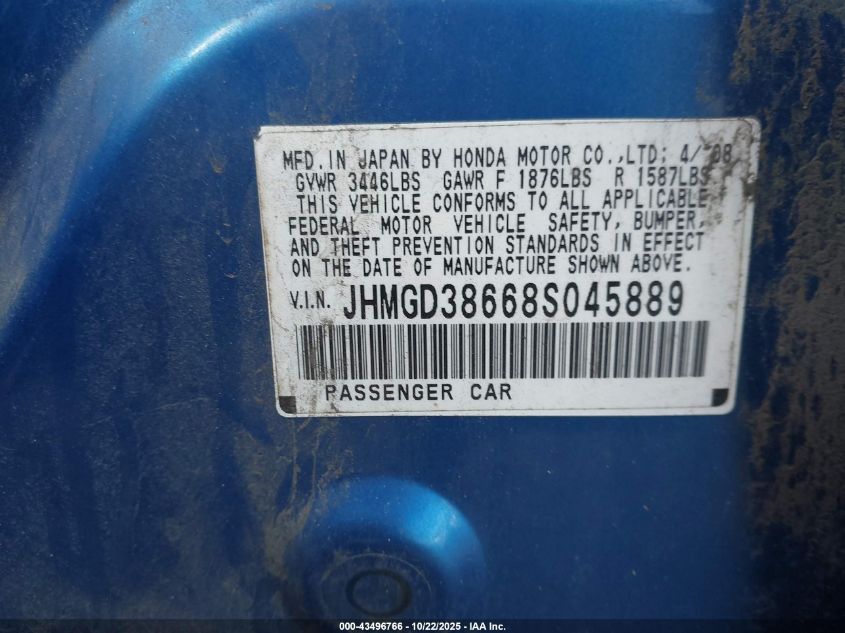 MFD. IN JAPAN BY HONDA MOTOR CO., LTD: 4/'08
GVWR 3446LBS GAWR F 1876LBS R 1587LBS
THIS VEHICLE CONFORMS TO ALL APPLICABLE
FEDERAL MOTOR VEHICLE SAFETY, BUMPER,
AND THEFT PREVENTION STANDARDS IN EFFECT
ON THE DATE OF MANUFACTURE SHOWN ABOVE.
V.I.N. JHMGD38668S045889
PASSENGER CAR
000-43496766 - 10/22/2025 - IAA Inc.